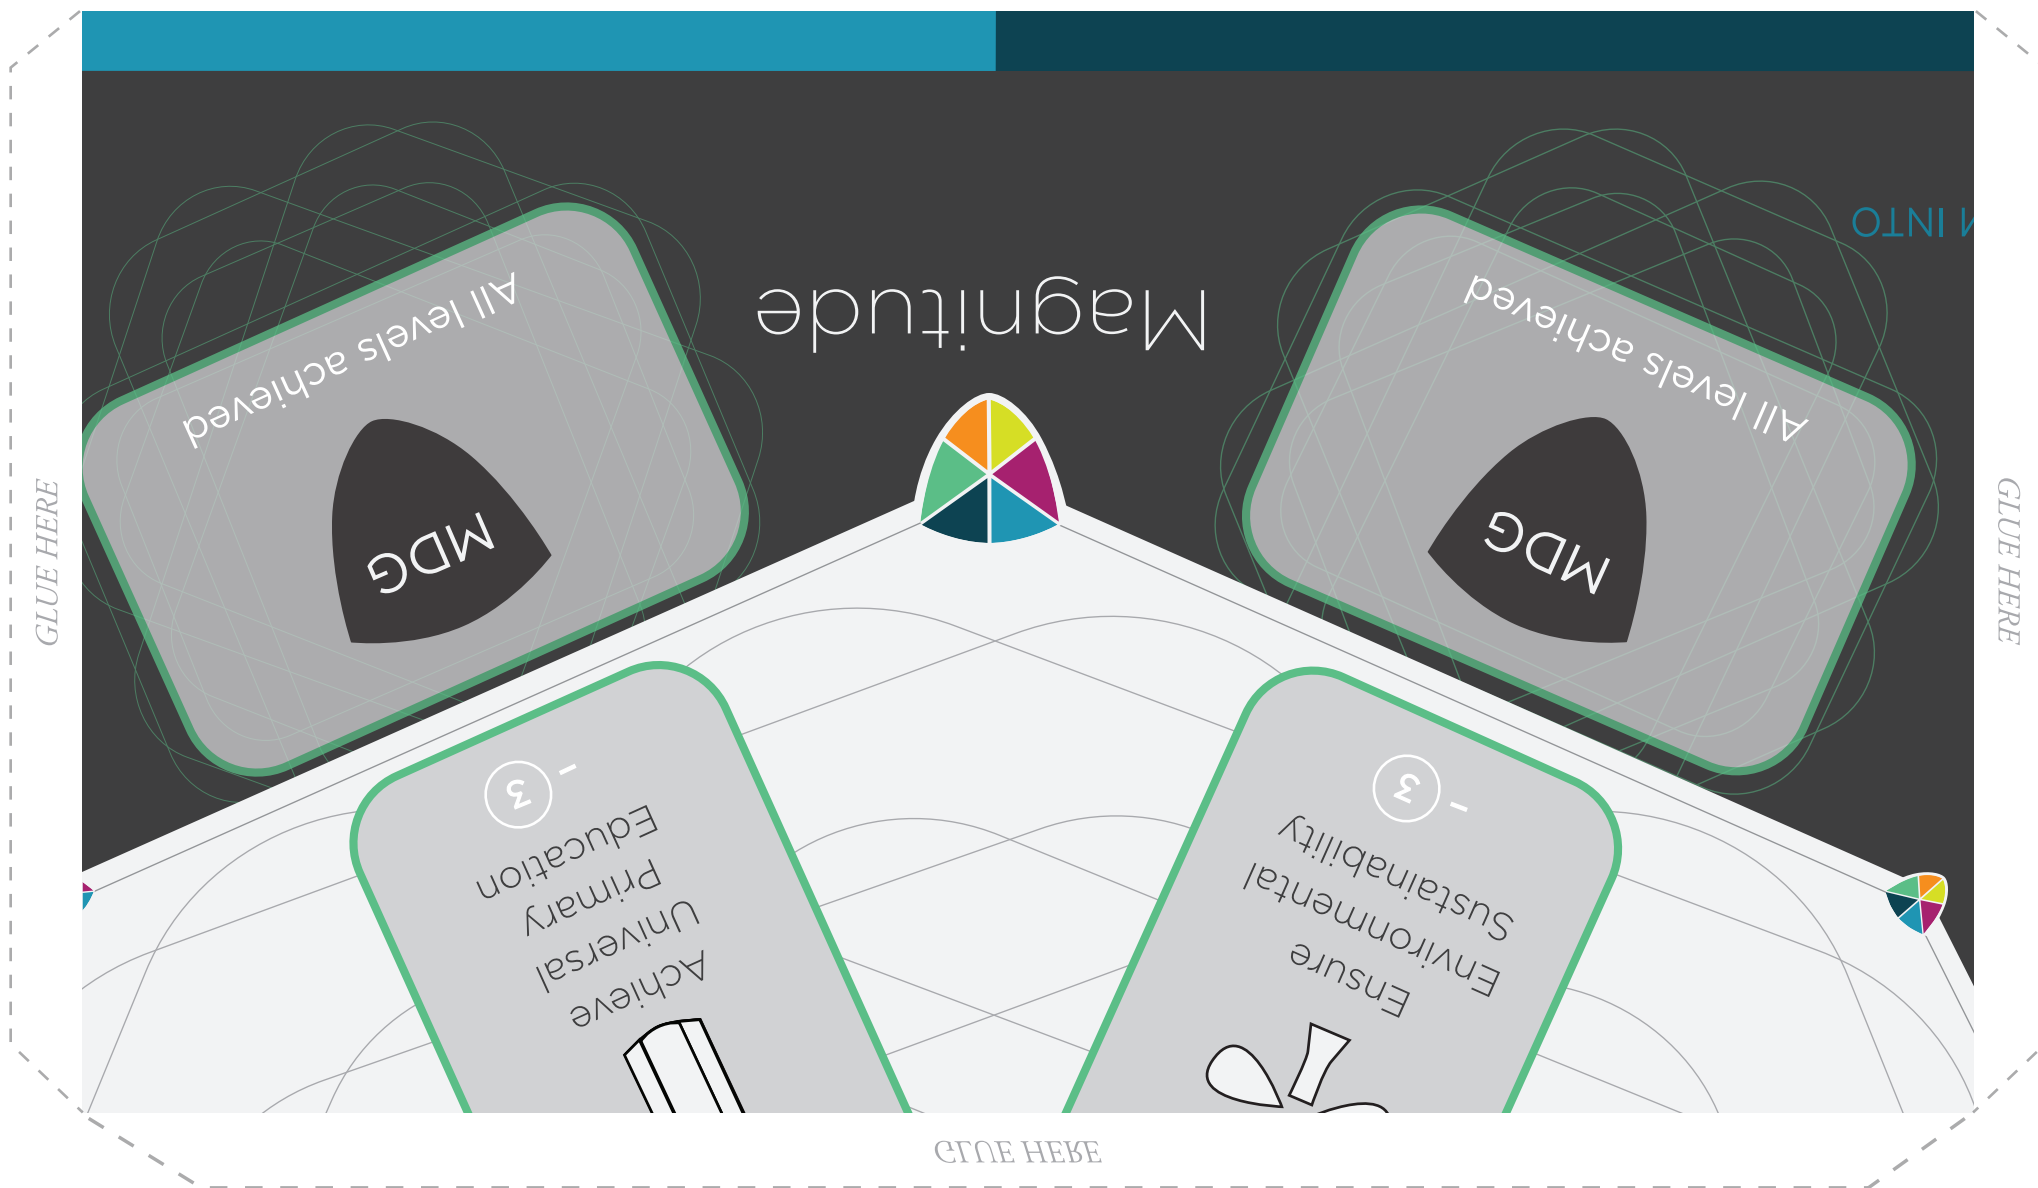 GLUE HERE
Ensure
Environmental
Sustainability
- 3
Achieve
Universal
Primary
Education
- 3
MDG
All levels achieved
MDG
All levels achieved
Magnitude
INTO
GLUE HERE
GLUE HERE